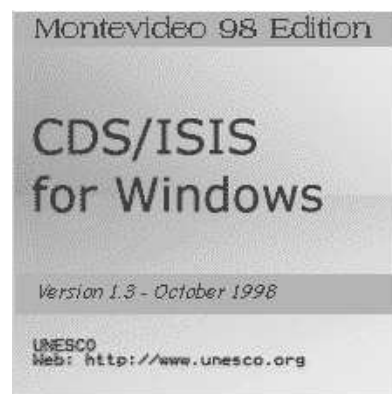 Montevideo 98 Edition
CDS/ISIS
for Windows
Version 1.3 - October 1998
UNESCO
Web: http://www.unesco.org